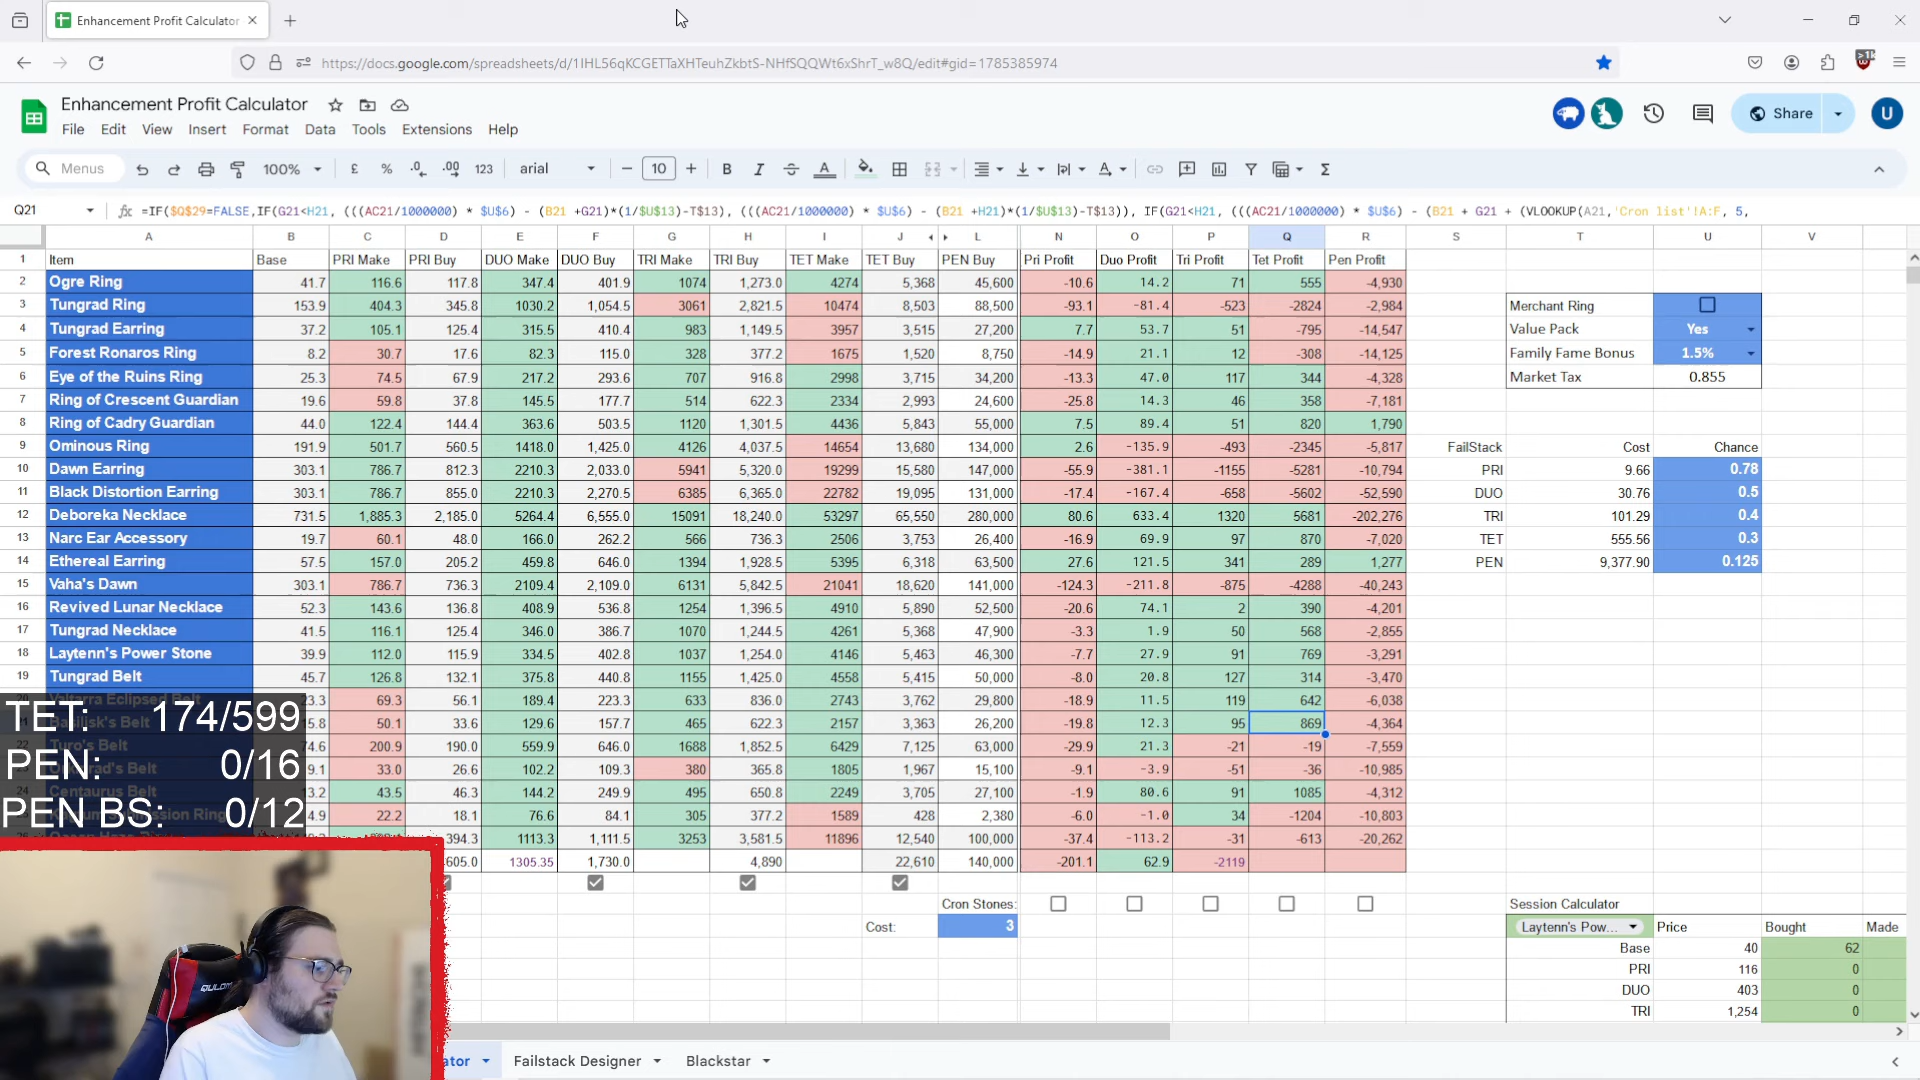 Enhancement Profit Calculator
https://docs.google.com/spreadsheets/d/1IHL56qKCGETTaXHTeuhZkbtS-NHfSQQWt6xShrT_w8Q/edit#gid=1785385974
Enhancement Profit Calculator
File Edit View Insert Format Data Tools Extensions Help
Share U
Menus 100% £ % .0 .00 123 arial 10 B I A Σ
Q21 fx =IF($Q$29=FALSE,IF(G21<H21, (((AC21/1000000) * $U$6) - (B21 +G21)*(1/$U$13)-T$13), (((AC21/1000000) * $U$6) - (B21 +H21)*(1/$U$13)-T$13)), IF(G21<H21, (((AC21/1000000) * $U$6) - (B21 + G21 + (VLOOKUP(A21,'Cron list'!A:F, 5,
A B C D E F G H I J L N O P Q R S T U V
1 Item Base PRI Make PRI Buy DUO Make DUO Buy TRI Make TRI Buy TET Make TET Buy PEN Buy Pri Profit Duo Profit Tri Profit Tet Profit Pen Profit
2 Ogre Ring 41.7 116.6 117.8 347.4 401.9 1074 1,273.0 4274 5,368 45,600 -10.6 14.2 71 555 -4,930
3 Tungrad Ring 153.9 404.3 345.8 1030.2 1,054.5 3061 2,821.5 10474 8,503 88,500 -93.1 -81.4 -523 -2824 -2,984 Merchant Ring
4 Tungrad Earring 37.2 105.1 125.4 315.5 410.4 983 1,149.5 3957 3,515 27,200 7.7 53.7 51 -795 -14,547 Value Pack Yes
5 Forest Ronaros Ring 8.2 30.7 17.6 82.3 115.0 328 377.2 1675 1,520 8,750 -14.9 21.1 12 -308 -14,125 Family Fame Bonus 1.5%
6 Eye of the Ruins Ring 25.3 74.5 67.9 217.2 293.6 707 916.8 2998 3,715 34,200 -13.3 47.0 117 344 -4,328 Market Tax 0.855
7 Ring of Crescent Guardian 19.6 59.8 37.8 145.5 177.7 514 622.3 2334 2,993 24,600 -25.8 14.3 46 358 -7,181
8 Ring of Cadry Guardian 44.0 122.4 144.4 363.6 503.5 1120 1,301.5 4436 5,843 55,000 7.5 89.4 51 820 1,790
9 Ominous Ring 191.9 501.7 560.5 1418.0 1,425.0 4126 4,037.5 14654 13,680 134,000 2.6 -135.9 -493 -2345 -5,817 FailStack Cost Chance
10 Dawn Earring 303.1 786.7 812.3 2210.3 2,033.0 5941 5,320.0 19299 15,580 147,000 -55.9 -381.1 -1155 -5281 -10,794 PRI 9.66 0.78
11 Black Distortion Earring 303.1 786.7 855.0 2210.3 2,270.5 6385 6,365.0 22782 19,095 131,000 -17.4 -167.4 -658 -5602 -52,590 DUO 30.76 0.5
12 Deboreka Necklace 731.5 1,885.3 2,185.0 5264.4 6,555.0 15091 18,240.0 53297 65,550 280,000 80.6 633.4 1320 5681 -202,276 TRI 101.29 0.4
13 Narc Ear Accessory 19.7 60.1 48.0 166.0 262.2 566 736.3 2506 3,753 26,400 -16.9 69.9 97 870 -7,020 TET 555.56 0.3
14 Ethereal Earring 57.5 157.0 205.2 459.8 646.0 1394 1,928.5 5395 6,318 63,500 27.6 121.5 341 289 1,277 PEN 9,377.90 0.125
15 Vaha's Dawn 303.1 786.7 736.3 2109.4 2,109.0 6131 5,842.5 21041 18,620 141,000 -124.3 -211.8 -875 -4288 -40,243
16 Revived Lunar Necklace 52.3 143.6 136.8 408.9 536.8 1254 1,396.5 4910 5,890 52,500 -20.6 74.1 2 390 -4,201
17 Tungrad Necklace 41.5 116.1 125.4 346.0 386.7 1070 1,244.5 4261 5,368 47,900 -3.3 1.9 50 568 -2,855
18 Laytenn's Power Stone 39.9 112.0 115.9 334.5 402.8 1037 1,254.0 4146 5,463 46,300 -7.7 27.9 91 769 -3,291
19 Tungrad Belt 45.7 126.8 132.1 375.8 440.8 1155 1,425.0 4558 5,415 50,000 -8.0 20.8 127 314 -3,470
Valtarra Eclipsed Belt 23.3 69.3 56.1 189.4 223.3 633 836.0 2743 3,762 29,800 -18.9 11.5 119 642 -6,038
TET: 174/599
Basilisk's Belt 5.8 50.1 33.6 129.6 157.7 465 622.3 2157 3,363 26,200 -19.8 12.3 95 869 -4,364
Turo's Belt 74.6 200.9 190.0 559.9 646.0 1688 1,852.5 6429 7,125 63,000 -29.9 21.3 -21 -19 -7,559
PEN: 0/16
9.1 33.0 26.6 102.2 109.3 380 365.8 1805 1,967 15,100 -9.1 -3.9 -51 -36 -10,985
Centaurus Belt 13.2 43.5 46.3 144.2 249.9 495 650.8 2249 3,705 27,100 -1.9 80.6 91 1085 -4,312
PEN BS: 0/12
4.9 22.2 18.1 76.6 84.1 305 377.2 1589 428 2,380 -6.0 -1.0 34 -1204 -10,803
394.3 1113.3 1,111.5 3253 3,581.5 11896 12,540 100,000 -37.4 -113.2 -31 -613 -20,262
605.0 1305.35 1,730.0 4,890 22,610 140,000 -201.1 62.9 -2119
Cron Stones: Session Calculator
Cost: 3 Laytenn's Pow... Price Bought Made
Base 40 62
PRI 116 0
DUO 403 0
TRI 1,254 0
QULOM
ator Failstack Designer Blackstar